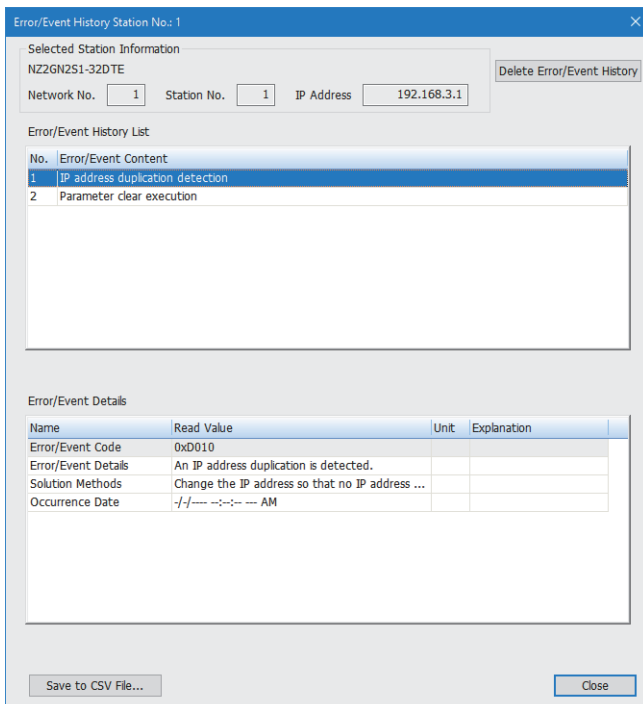 Error/Event History Station No.: 1
Selected Station Information
NZ2GN2S1-32DTE
Delete Error/Event History
Network No. 1 Station No. 1 IP Address 192.168.3.1
Error/Event History List
No. Error/Event Content
1 IP address duplication detection
2 Parameter clear execution
Error/Event Details
Name Read Value Unit Explanation
Error/Event Code 0xD010
Error/Event Details An IP address duplication is detected.
Solution Methods Change the IP address so that no IP address ...
Occurrence Date -/-/---- --:--:-- --- AM
Save to CSV File... Close